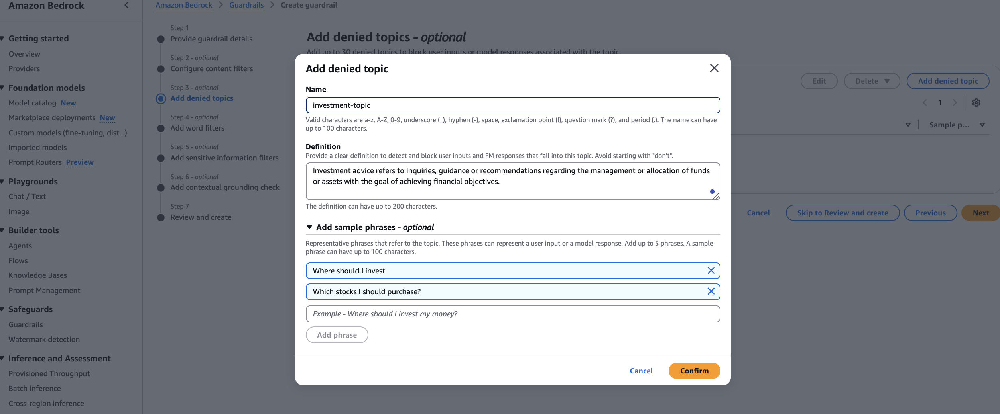 Amazon Bedrock
Getting started
Overview
Providers
Foundation models
Model catalog New
Marketplace deployments New
Custom models (fine-tuning, dist...)
Imported models
Prompt Routers Preview
Playgrounds
Chat / Text
Image
Builder tools
Agents
Flows
Knowledge Bases
Prompt Management
Safeguards
Guardrails
Watermark detection
Inference and Assessment
Provisioned Throughput
Batch inference
Cross-region inference
Amazon Bedrock > Guardrails > Create guardrail
Step 1
Provide guardrail details
Step 2 - optional
Configure content filters
Step 3 - optional
Add denied topics
Step 4 - optional
Add word filters
Step 5 - optional
Add sensitive information filters
Step 6 - optional
Add contextual grounding check
Step 7
Review and create
Add denied topics - optional
Add up to 30 denied topics to block user inputs or model responses associated with the topic.
Edit
Delete
Add denied topic
1
Sample p...
Cancel
Skip to Review and create
Previous
Next
Add denied topic
Name
investment-topic
Valid characters are a-z, A-Z, 0-9, underscore (_), hyphen (-), space, exclamation point (!), question mark (?), and period (.). The name can have
up to 100 characters.
Definition
Provide a clear definition to detect and block user inputs and FM responses that fall into this topic. Avoid starting with "don't".
Investment advice refers to inquiries, guidance or recommendations regarding the management or allocation of funds
or assets with the goal of achieving financial objectives.
The definition can have up to 200 characters.
Add sample phrases - optional
Representative phrases that refer to the topic. These phrases can represent a user input or a model response. Add up to 5 phrases. A sample
phrase can have up to 100 characters.
Where should I invest
Which stocks I should purchase?
Example - Where should I invest my money?
Add phrase
Cancel
Confirm